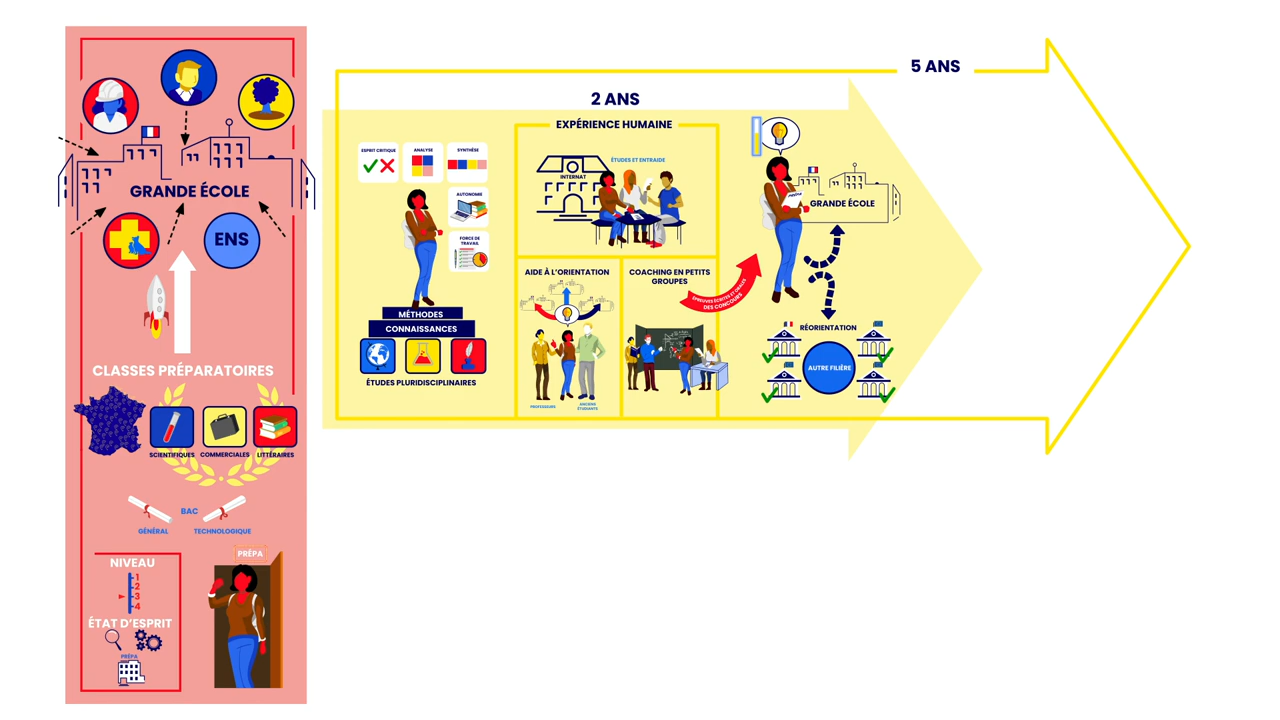 GRANDE ÉCOLE
ENS
CLASSES PRÉPARATOIRES
SCIENTIFIQUES
COMMERCIALES
LITTÉRAIRES
BAC
GÉNÉRAL
TECHNOLOGIQUE
NIVEAU
1
2
3
4
ÉTAT D'ESPRIT
PRÉPA
PRÉPA
5 ANS
2 ANS
ESPRIT CRITIQUE
ANALYSE
SYNTHÈSE
AUTONOMIE
FORCE DE
TRAVAIL
MÉTHODES
CONNAISSANCES
ÉTUDES PLURIDISCIPLINAIRES
EXPÉRIENCE HUMAINE
ÉTUDES ET ENTRAIDE
INTERNAT
AIDE À L'ORIENTATION
PROFESSEURS
ANCIENS
ÉTUDIANTS
COACHING EN PETITS
GROUPES
ÉPREUVES ÉCRITES ET ORALES
DES CONCOURS
GRANDE ÉCOLE
RÉORIENTATION
AUTRE FILIÈRE